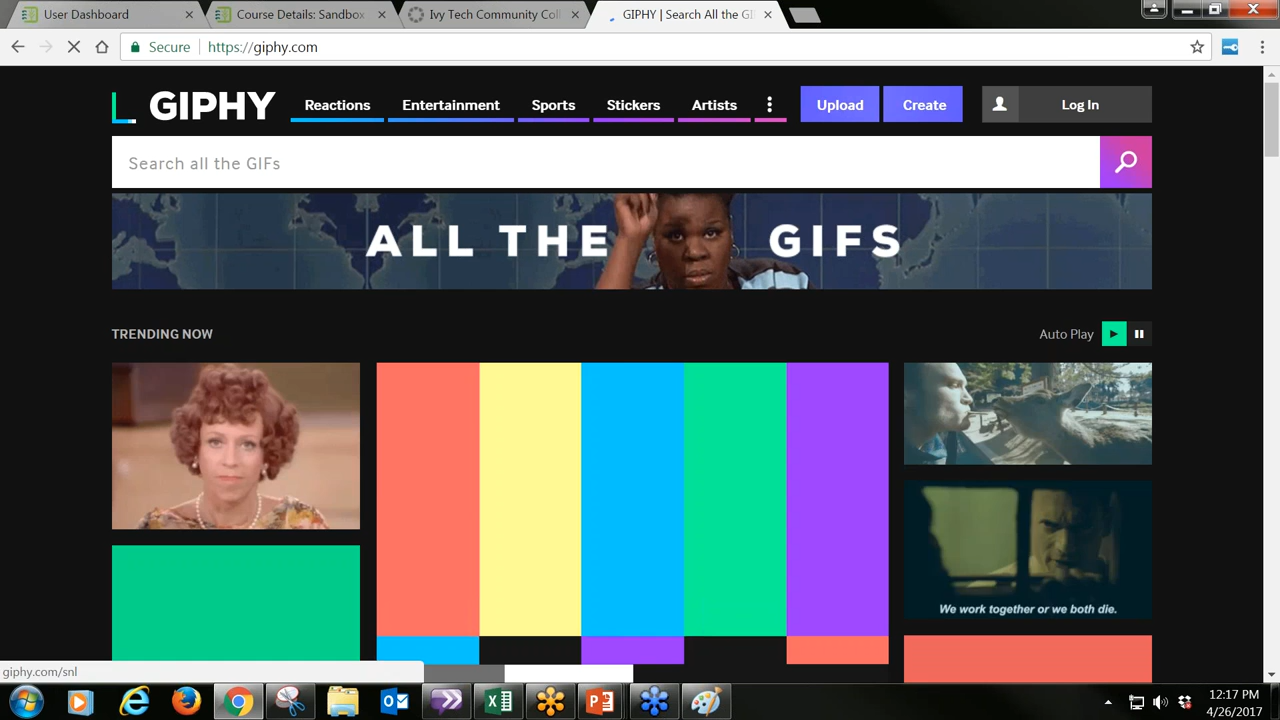 User Dashboard
Course Details: Sandbox
Ivy Tech Community Coll
GIPHY | Search All the GI
Secure
https://giphy.com
GIPHY
Reactions
Entertainment
Sports
Stickers
Artists
Upload
Create
Log In
Search all the GIFs
ALL THE GIFS
TRENDING NOW
Auto Play
We work together or we both die.
giphy.com/snl
12:17 PM
4/26/2017